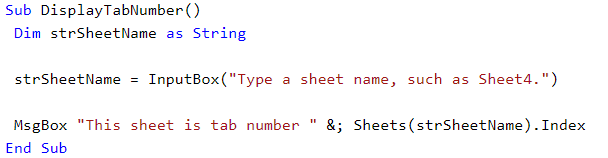 Sub DisplayTabNumber()
Dim strSheetName as String
strSheetName = InputBox("Type a sheet name, such as Sheet4.")
MsgBox "This sheet is tab number " &; Sheets(strSheetName).Index
End Sub